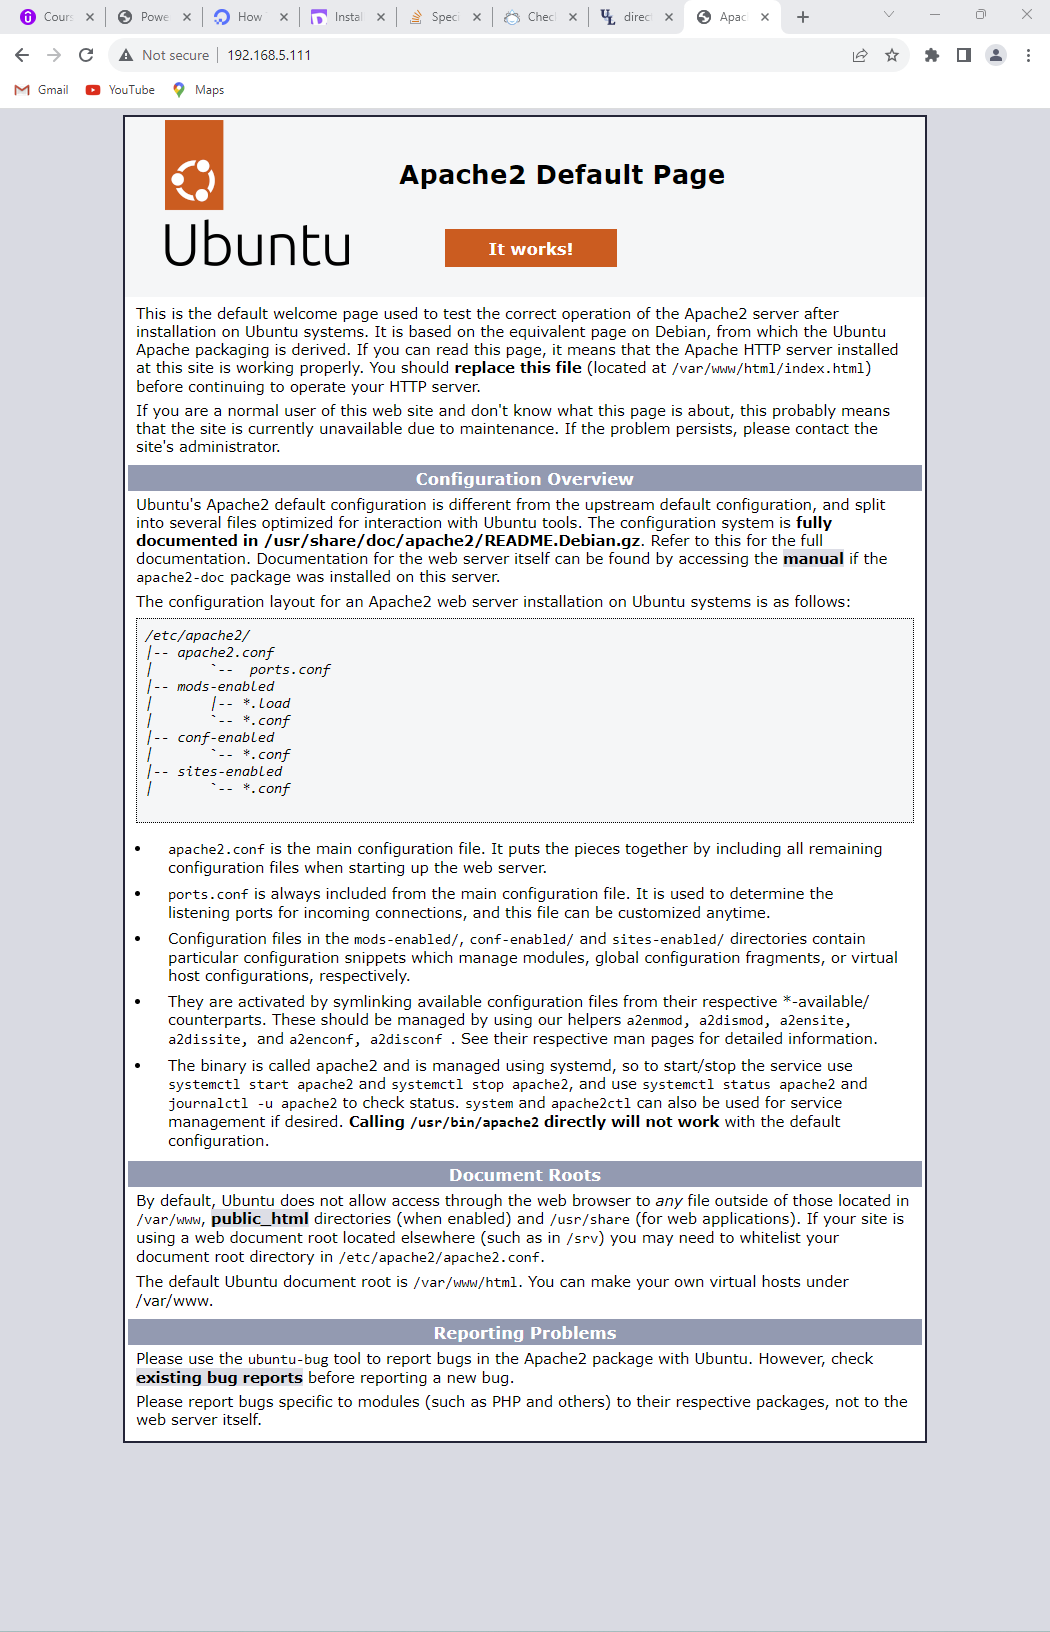 Cours
Powe
How
Instal
Speci
Chec
direct
Apac
Not secure
192.168.5.111
Gmail
YouTube
Maps
Ubuntu
Apache2 Default Page
It works!
This is the default welcome page used to test the correct operation of the Apache2 server after
installation on Ubuntu systems. It is based on the equivalent page on Debian, from which the Ubuntu
Apache packaging is derived. If you can read this page, it means that the Apache HTTP server installed
at this site is working properly. You should replace this file (located at /var/www/html/index.html)
before continuing to operate your HTTP server.
If you are a normal user of this web site and don't know what this page is about, this probably means
that the site is currently unavailable due to maintenance. If the problem persists, please contact the
site's administrator.
Configuration Overview
Ubuntu's Apache2 default configuration is different from the upstream default configuration, and split
into several files optimized for interaction with Ubuntu tools. The configuration system is fully
documented in /usr/share/doc/apache2/README.Debian.gz. Refer to this for the full
documentation. Documentation for the web server itself can be found by accessing the manual if the
apache2-doc package was installed on this server.
The configuration layout for an Apache2 web server installation on Ubuntu systems is as follows:
/etc/apache2/
|-- apache2.conf
|       `--  ports.conf
|-- mods-enabled
|       |-- *.load
|       `-- *.conf
|-- conf-enabled
|       `-- *.conf
|-- sites-enabled
|       `-- *.conf
• apache2.conf is the main configuration file. It puts the pieces together by including all remaining
configuration files when starting up the web server.
• ports.conf is always included from the main configuration file. It is used to determine the
listening ports for incoming connections, and this file can be customized anytime.
• Configuration files in the mods-enabled/, conf-enabled/ and sites-enabled/ directories contain
particular configuration snippets which manage modules, global configuration fragments, or virtual
host configurations, respectively.
• They are activated by symlinking available configuration files from their respective *-available/
counterparts. These should be managed by using our helpers a2enmod, a2dismod, a2ensite,
a2dissite, and a2enconf, a2disconf . See their respective man pages for detailed information.
• The binary is called apache2 and is managed using systemd, so to start/stop the service use
systemctl start apache2 and systemctl stop apache2, and use systemctl status apache2 and
journalctl -u apache2 to check status. system and apache2ctl can also be used for service
management if desired. Calling /usr/bin/apache2 directly will not work with the default
configuration.
Document Roots
By default, Ubuntu does not allow access through the web browser to any file outside of those located in
/var/www, public_html directories (when enabled) and /usr/share (for web applications). If your site is
using a web document root located elsewhere (such as in /srv) you may need to whitelist your
document root directory in /etc/apache2/apache2.conf.
The default Ubuntu document root is /var/www/html. You can make your own virtual hosts under
/var/www.
Reporting Problems
Please use the ubuntu-bug tool to report bugs in the Apache2 package with Ubuntu. However, check
existing bug reports before reporting a new bug.
Please report bugs specific to modules (such as PHP and others) to their respective packages, not to the
web server itself.